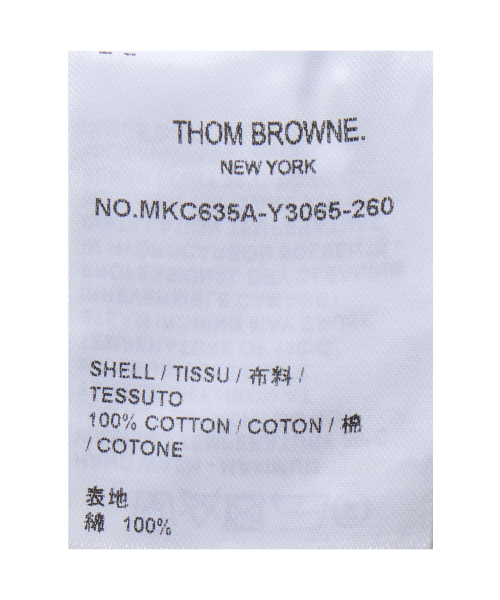 THOM BROWNE.
NEW YORK
NO.MKC635A-Y3065-260
SHELL / TISSU / 布料 /
TESSUTO
100% COTTON / COTON / 棉
/ COTONE
表地
綿 100%